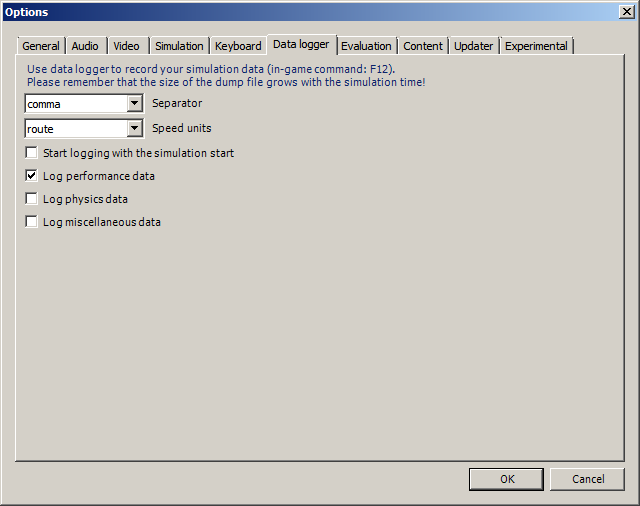 Options
General Audio Video Simulation Keyboard Data logger Evaluation Content Updater Experimental
Use data logger to record your simulation data (in-game command: F12).
Please remember that the size of the dump file grows with the simulation time!
comma Separator
route Speed units
Start logging with the simulation start
Log performance data
Log physics data
Log miscellaneous data
OK Cancel